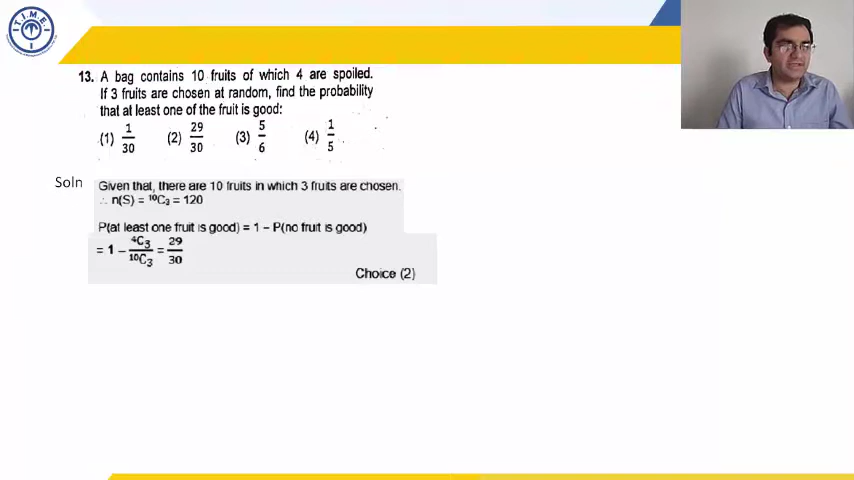 T.I.M.E.
13. A bag contains 10 fruits of which 4 are spoiled.
If 3 fruits are chosen at random, find the probability
that at least one of the fruit is good:
(1) 1/30 (2) 29/30 (3) 5/6 (4) 1/5
Soln
Given that, there are 10 fruits in which 3 fruits are chosen.
∴ n(S) = ¹⁰C₃ = 120
P(at least one fruit is good) = 1 – P(no fruit is good)
= 1 – ⁴C₃/¹⁰C₃ = 29/30
Choice (2)